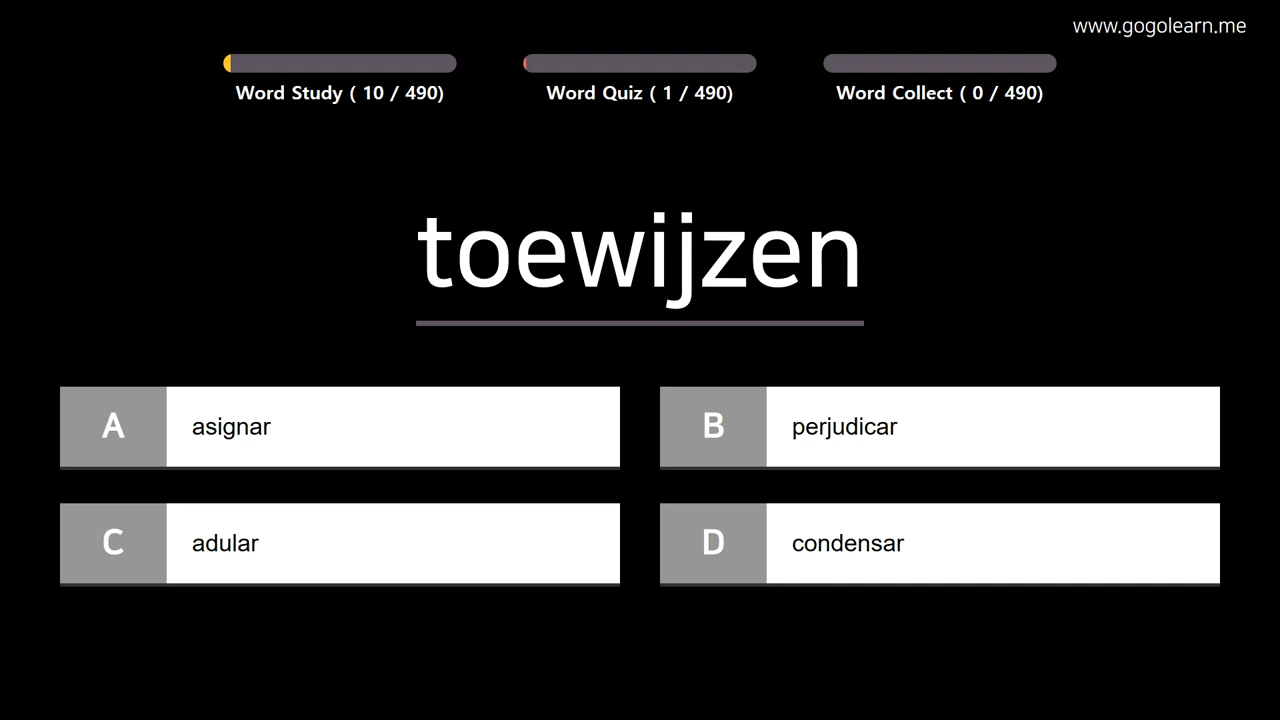 www.gogolearn.me
Word Study ( 10 / 490)
Word Quiz ( 1 / 490)
Word Collect ( 0 / 490)
toewijzen
A asignar
B perjudicar
C adular
D condensar